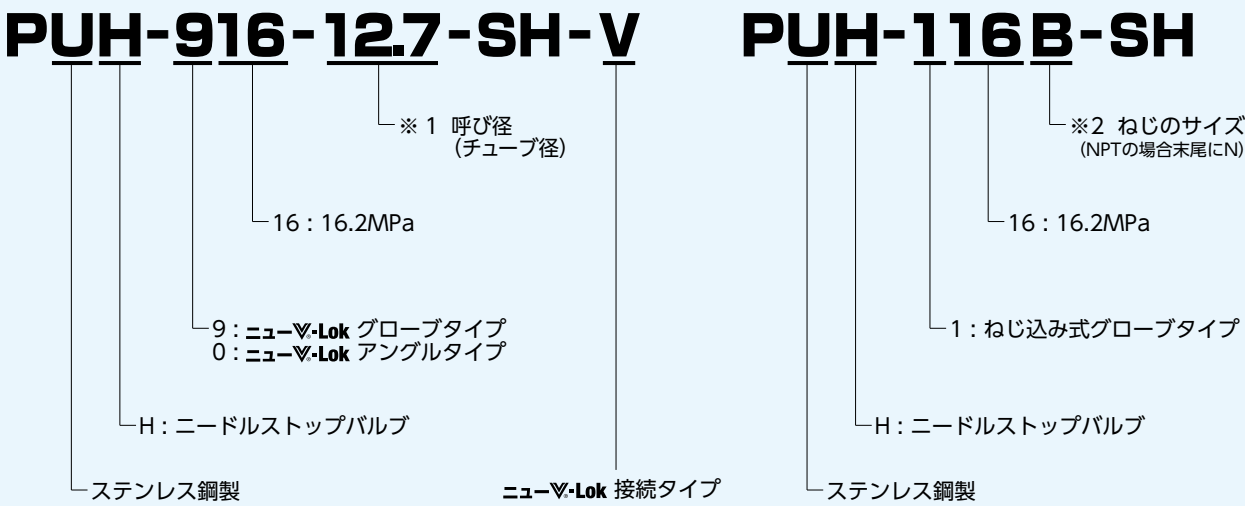 PUH-916-12.7-SH-V
※1 呼び径
(チューブ径)
16:16.2MPa
9:ニューV-Lok グローブタイプ
0:ニューV-Lok アングルタイプ
H:ニードルストップバルブ
ステンレス鋼製
ニューV-Lok 接続タイプ
PUH-116B-SH
※2 ねじのサイズ
(NPTの場合末尾にN)
16:16.2MPa
1:ねじ込み式グローブタイプ
H:ニードルストップバルブ
ステンレス鋼製